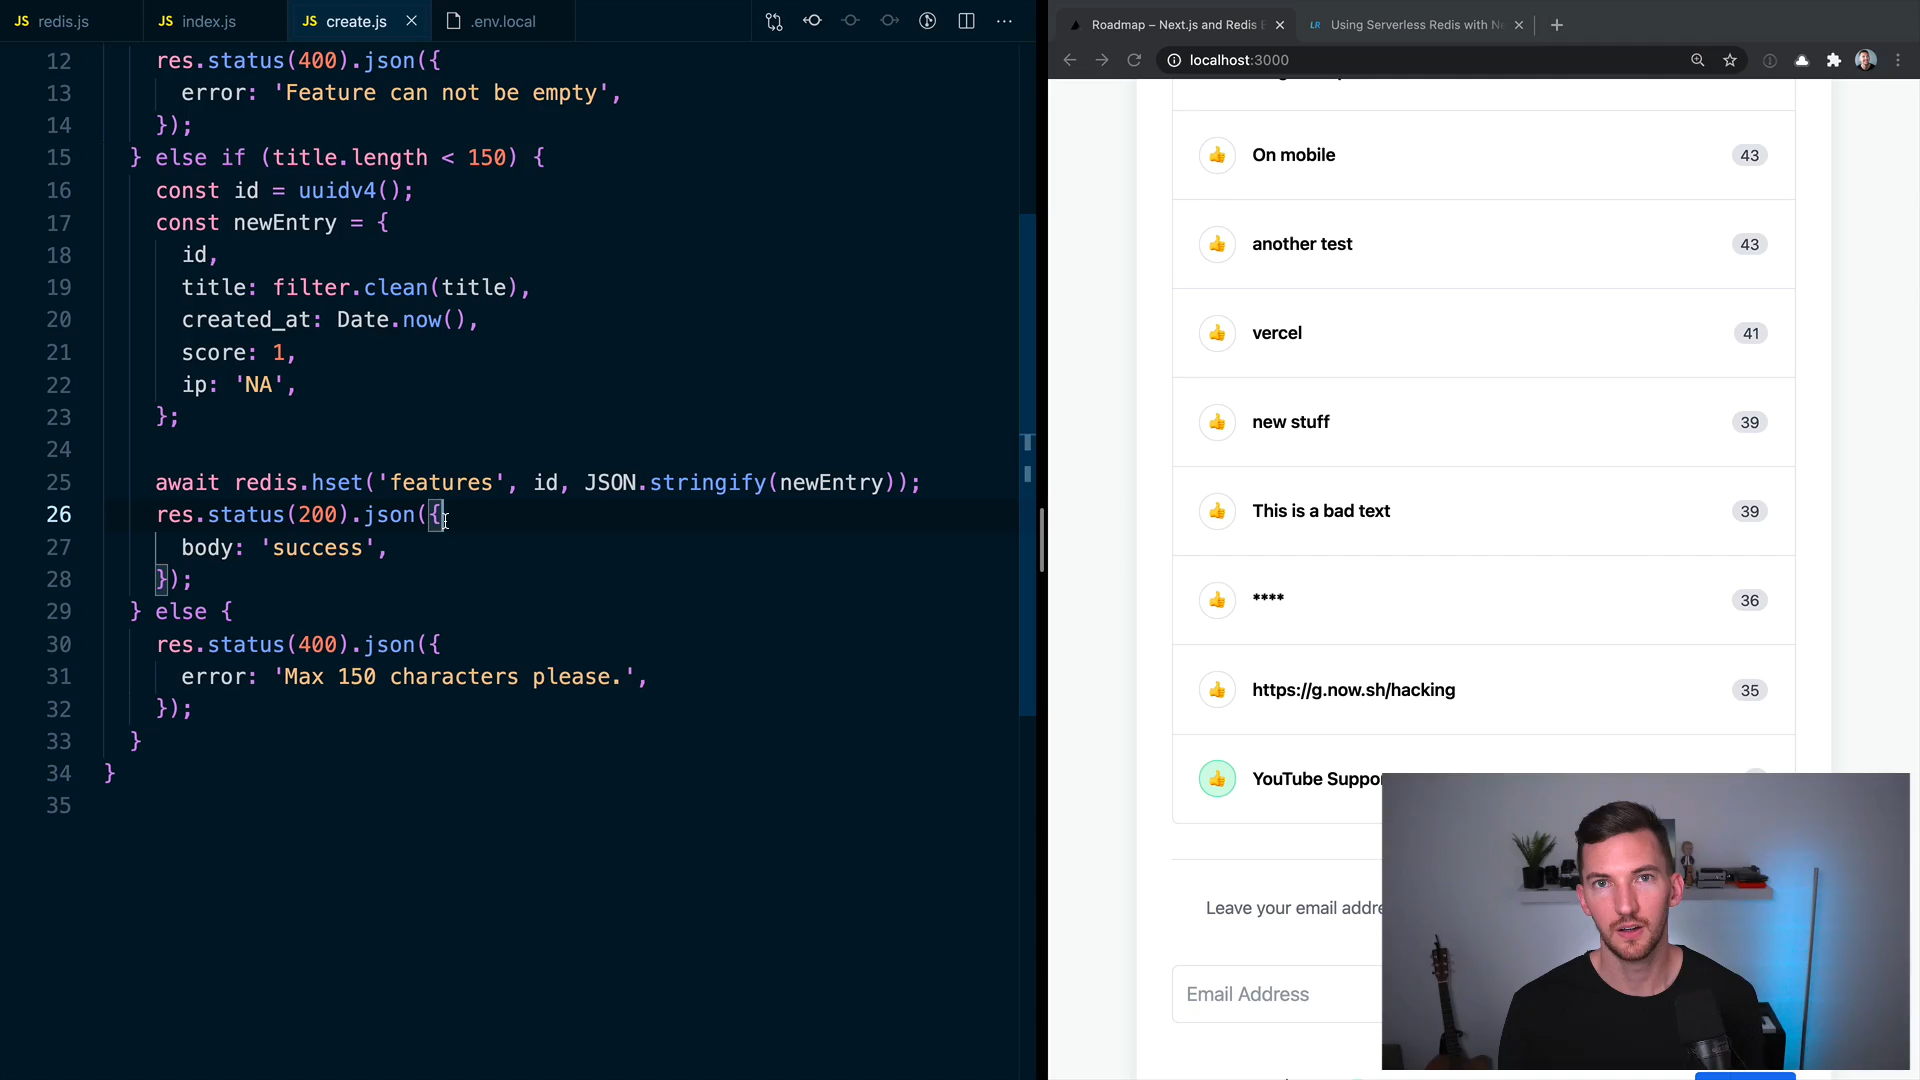 JS redis.js
JS index.js
JS create.js
.env.local
12 res.status(400).json({
13 error: 'Feature can not be empty',
14 });
15 } else if (title.length < 150) {
16 const id = uuidv4();
17 const newEntry = {
18 id,
19 title: filter.clean(title),
20 created_at: Date.now(),
21 score: 1,
22 ip: 'NA',
23 };
24
25 await redis.hset('features', id, JSON.stringify(newEntry));
26 res.status(200).json({
27 body: 'success',
28 });
29 } else {
30 res.status(400).json({
31 error: 'Max 150 characters please.',
32 });
33 }
34 }
35
Roadmap – Next.js and Redis
LR Using Serverless Redis with
localhost:3000
On mobile 43
another test 43
vercel 41
new stuff 39
This is a bad text 39
**** 36
https://g.now.sh/hacking 35
YouTube
Leave your email
Email Address